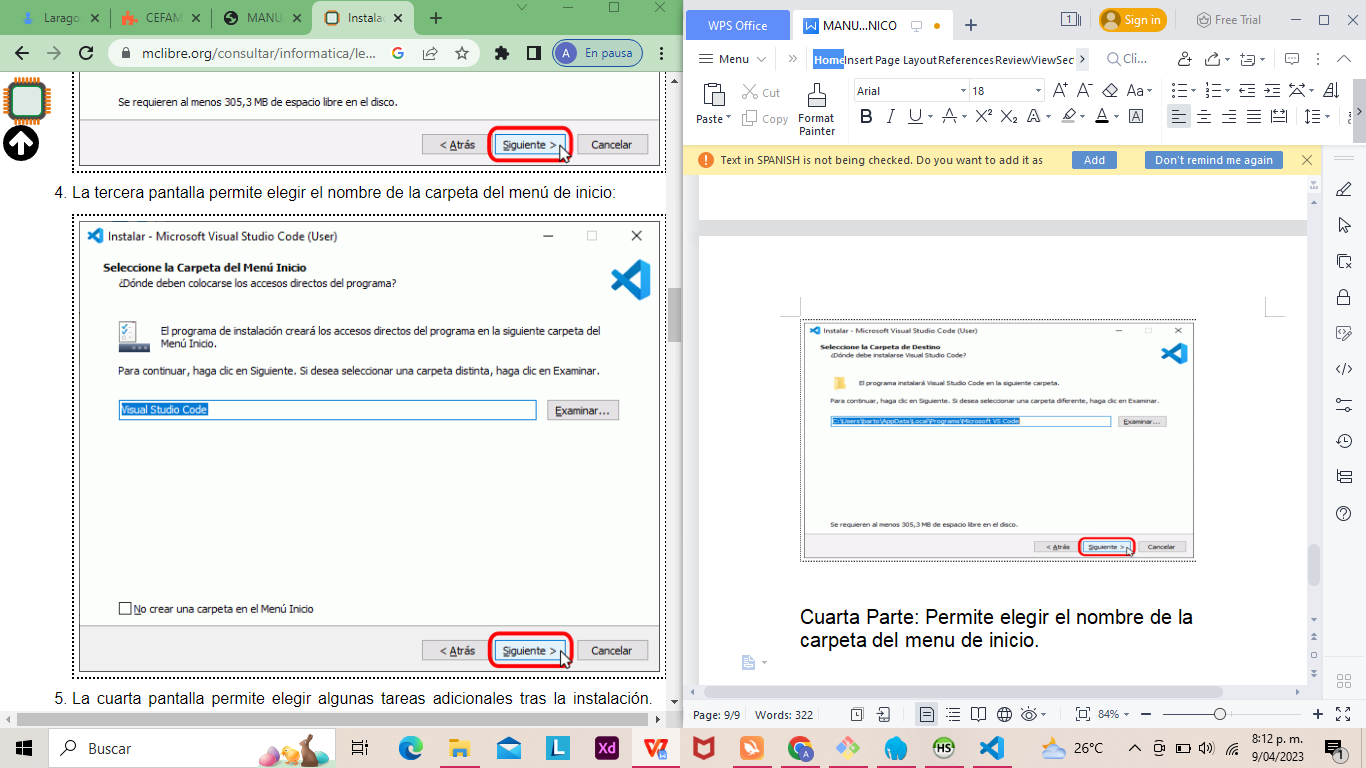 Larago
CEFAM
MANU
Instalac
mclibre.org/consultar/informatica/le...
En pausa
Se requieren al menos 305,3 MB de espacio libre en el disco.
< Atrás
Siguiente >
Cancelar
4. La tercera pantalla permite elegir el nombre de la carpeta del menú de inicio:
Instalar - Microsoft Visual Studio Code (User)
Seleccione la Carpeta del Menú Inicio
¿Dónde deben colocarse los accesos directos del programa?
El programa de instalación creará los accesos directos del programa en la siguiente carpeta del
Menú Inicio.
Para continuar, haga clic en Siguiente. Si desea seleccionar una carpeta distinta, haga clic en Examinar.
Visual Studio Code
Examinar...
No crear una carpeta en el Menú Inicio
< Atrás
Siguiente >
Cancelar
5. La cuarta pantalla permite elegir algunas tareas adicionales tras la instalación.
WPS Office
MANU...NICO
1
Sign in
Free Trial
Menu
Home
Insert
Page Layout
References
Review
View
Sec
Cli...
Paste
Cut
Copy
Format
Painter
Arial
18
Text in SPANISH is not being checked. Do you want to add it as
Add
Don't remind me again
Instalar - Microsoft Visual Studio Code (User)
Seleccione la Carpeta de Destino
¿Dónde debe instalarse Visual Studio Code?
El programa instalará Visual Studio Code en la siguiente carpeta.
Para continuar, haga clic en Siguiente. Si desea seleccionar una carpeta diferente, haga clic en Examinar.
C:\Users\barto\AppData\Local\Programs\Microsoft VS Code
Examinar...
Se requieren al menos 305,3 MB de espacio libre en el disco.
< Atrás
Siguiente >
Cancelar
Cuarta Parte: Permite elegir el nombre de la
carpeta del menu de inicio.
Page: 9/9
Words: 322
84%
Buscar
26°C
8:12 p. m.
9/04/2023
1